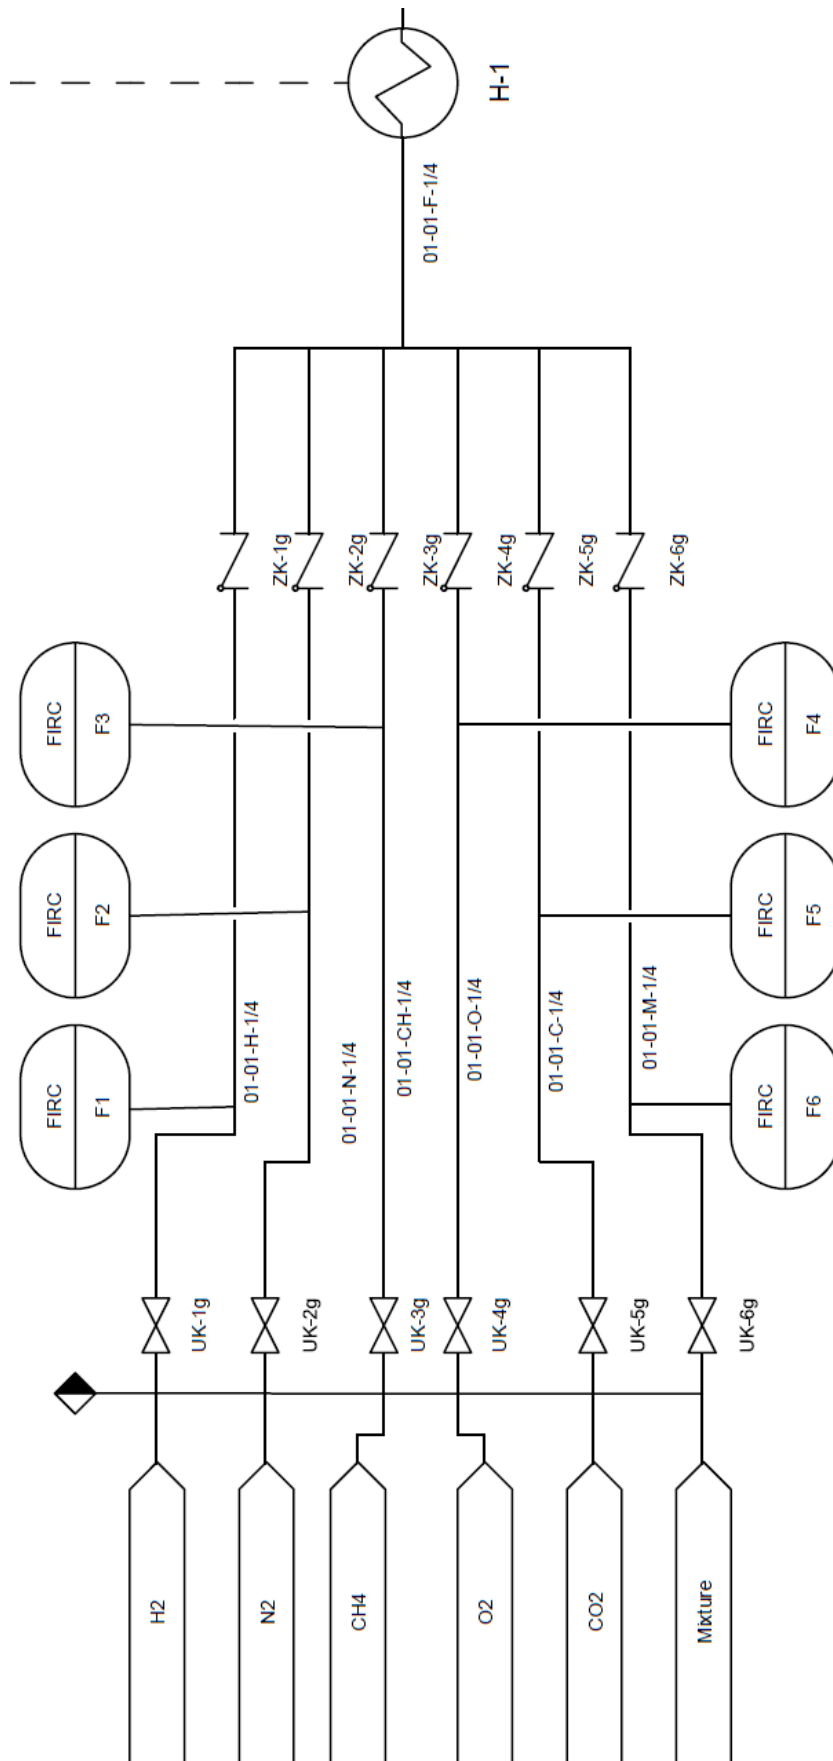 H-1
01-01-F-1/4
ZK-1g
ZK-2g
ZK-3g
ZK-4g
ZK-5g
ZK-6g
FIRC
F3
FIRC
F4
FIRC
F2
FIRC
F5
FIRC
F1
FIRC
F6
01-01-H-1/4
01-01-N-1/4
01-01-CH-1/4
01-01-O-1/4
01-01-C-1/4
01-01-M-1/4
UK-1g
UK-2g
UK-3g
UK-4g
UK-5g
UK-6g
H2
N2
CH4
O2
CO2
Mixture